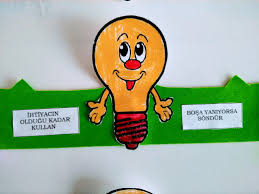 İHTİYACIN
OLDUĞU KADAR
KULLAN
BOŞA YANIYORSA
SÖNDÜR